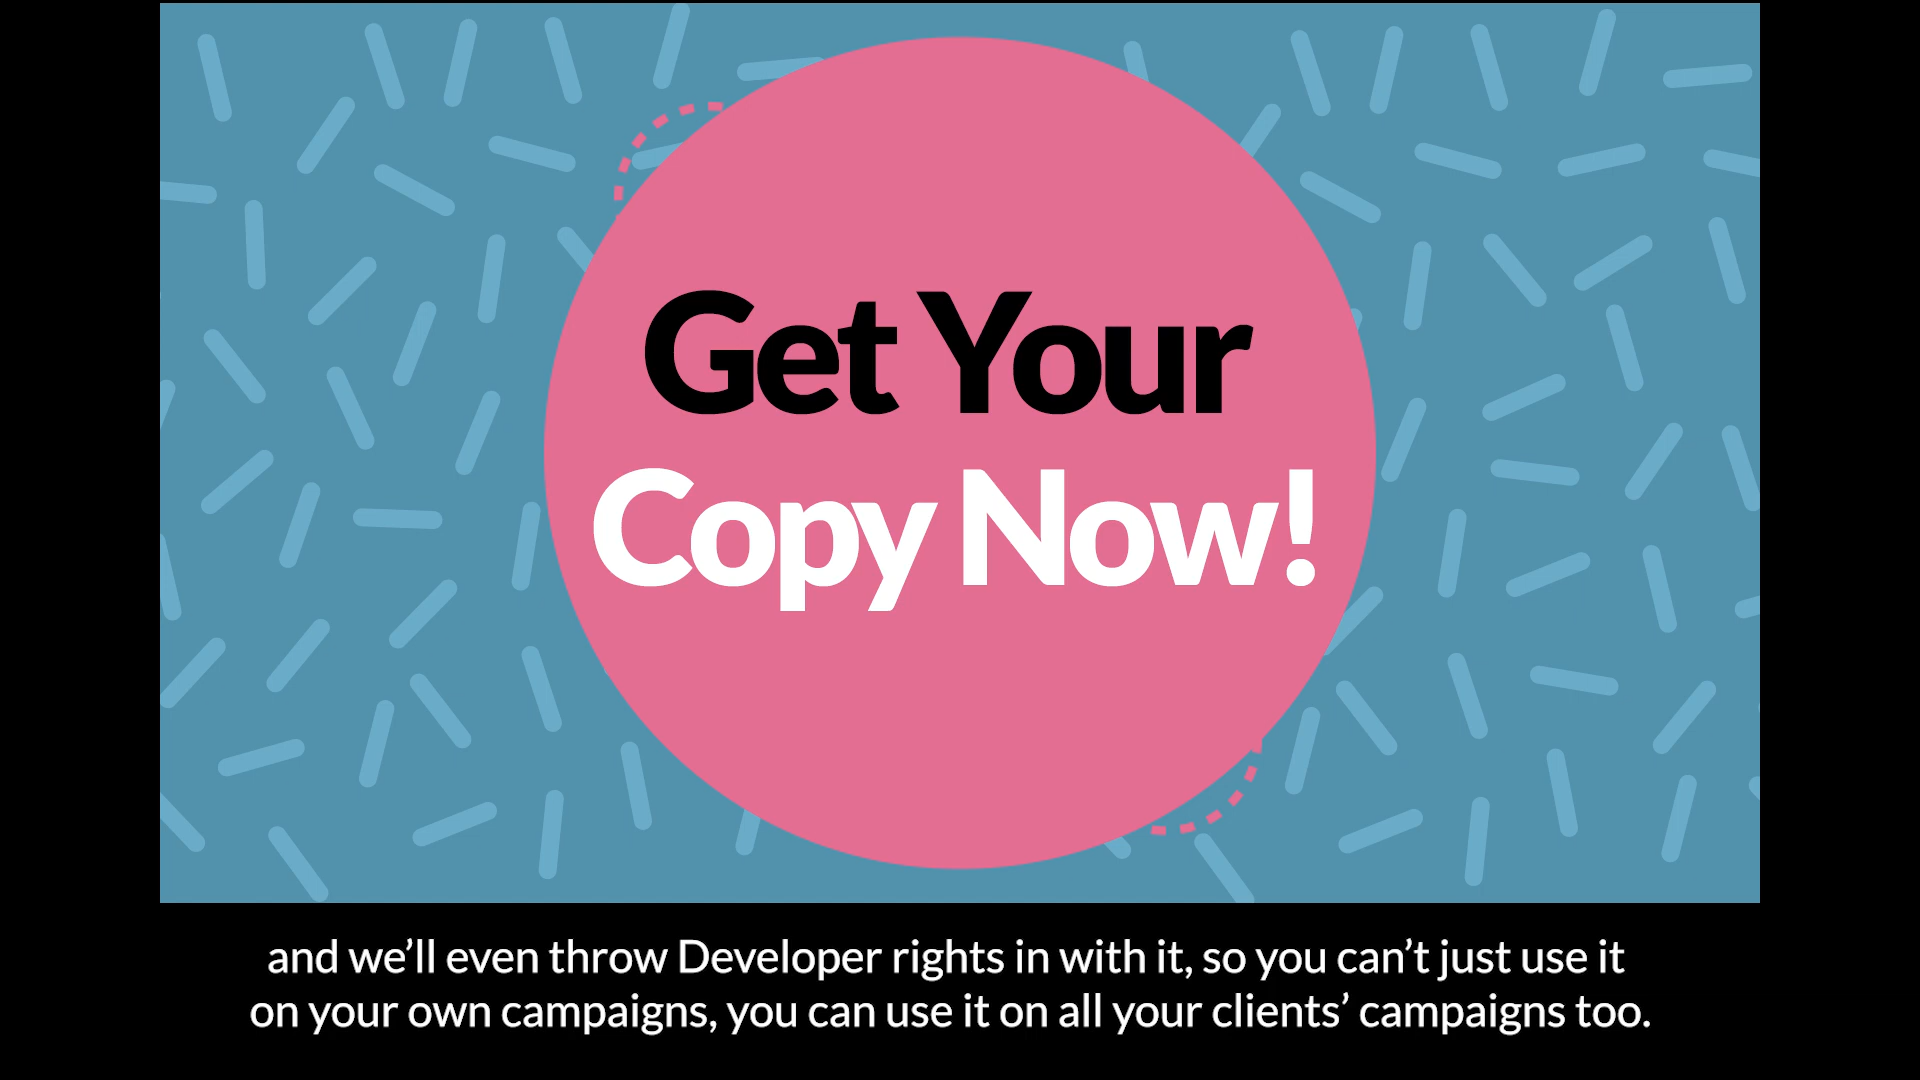 Get Your
Copy Now!
and we’ll even throw Developer rights in with it, so you can’t just use it
on your own campaigns, you can use it on all your clients’ campaigns too.